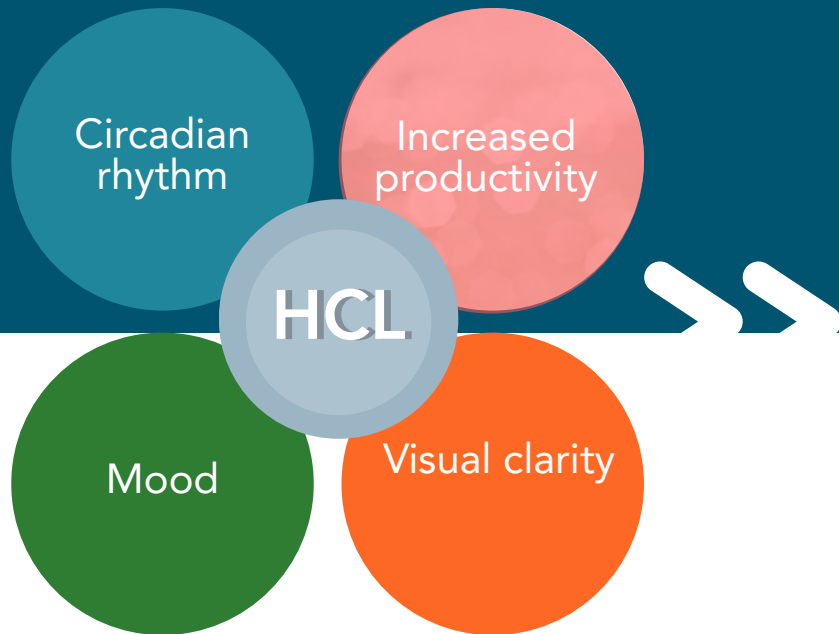 Circadian
rhythm
Increased
productivity
HCL
Mood
Visual clarity